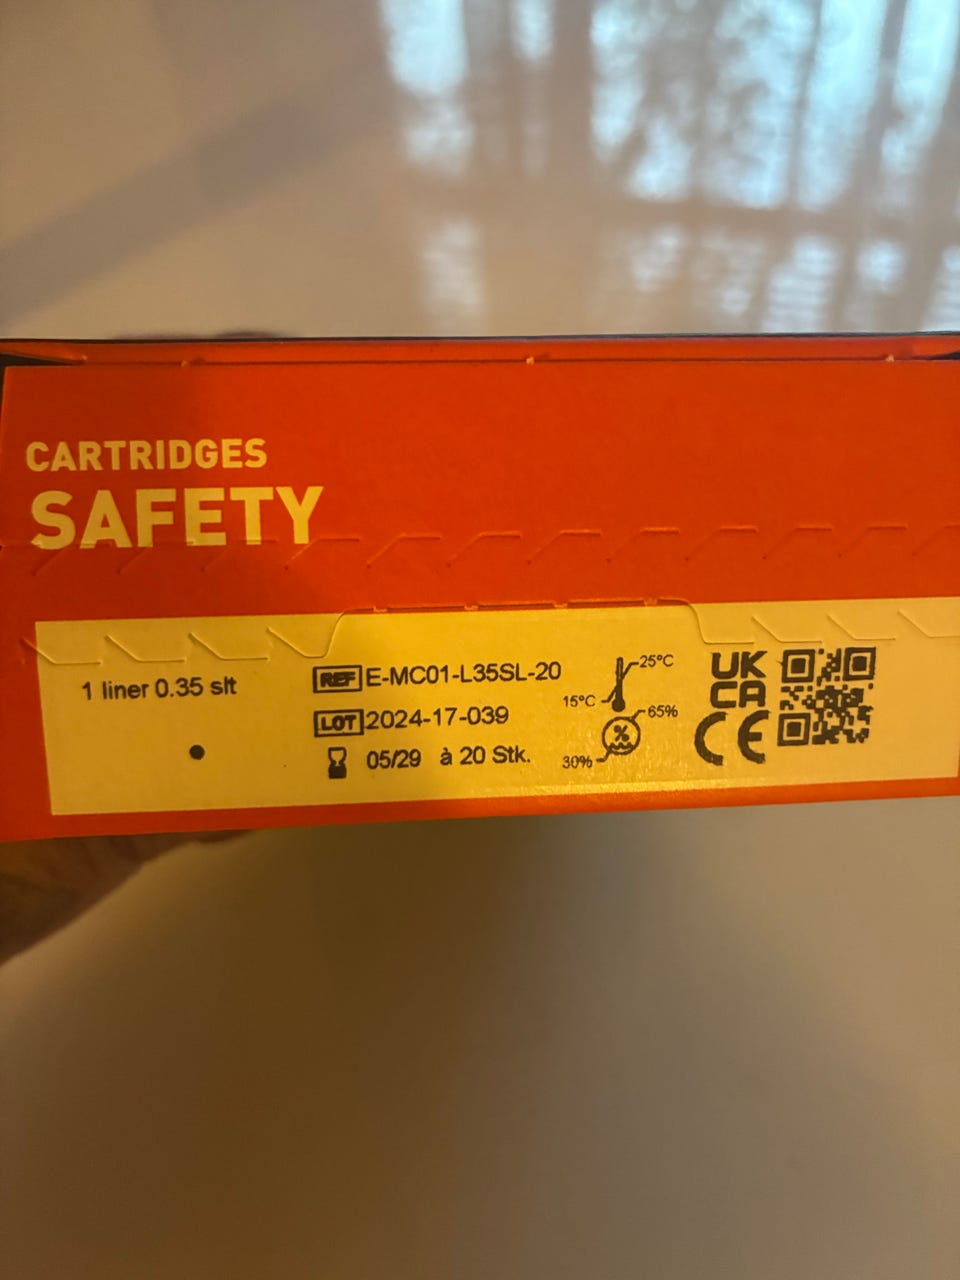 CARTRIDGES
SAFETY
1 liner 0.35 slt
REF E-MC01-L35SL-20
LOT 2024-17-039
05/29 à 20 Stk.
25°C
15°C
65%
%
30%
UK
CA
CE